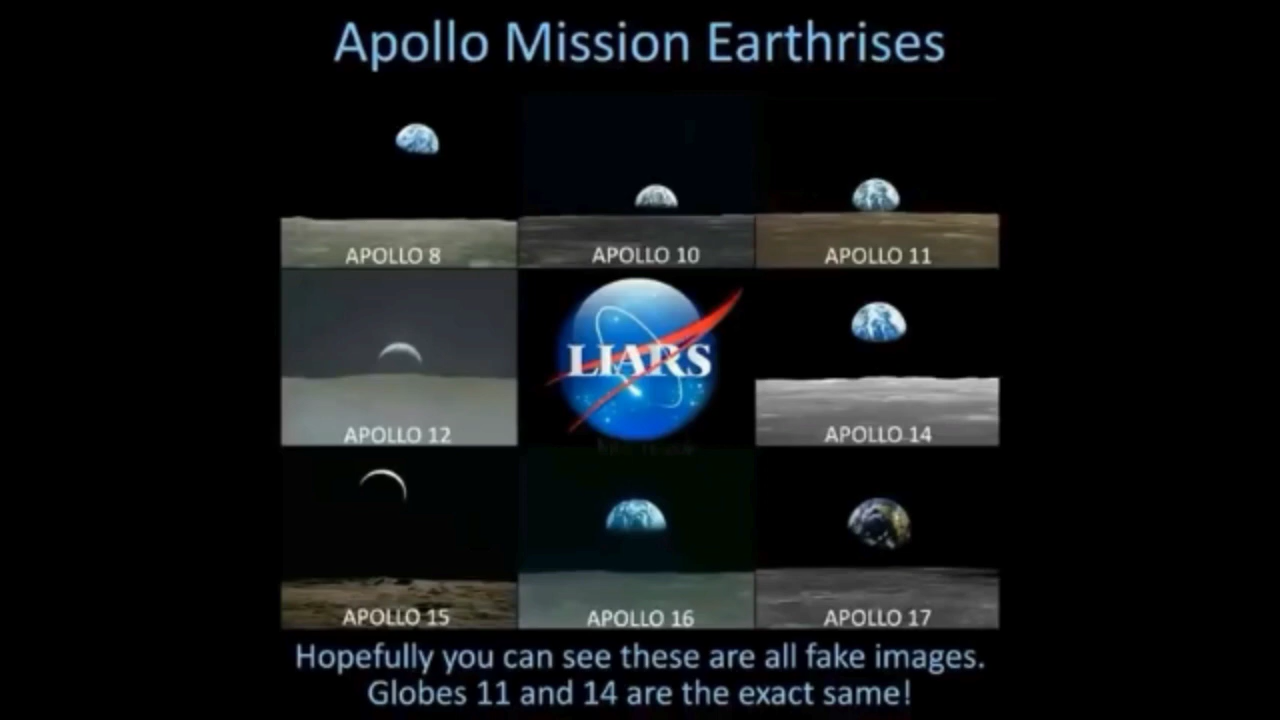 Apollo Mission Earthrises
APOLLO 8
APOLLO 10
APOLLO 11
APOLLO 12
LIARS
APOLLO 14
APOLLO 15
APOLLO 16
APOLLO 17
Hopefully you can see these are all fake images.
Globes 11 and 14 are the exact same!